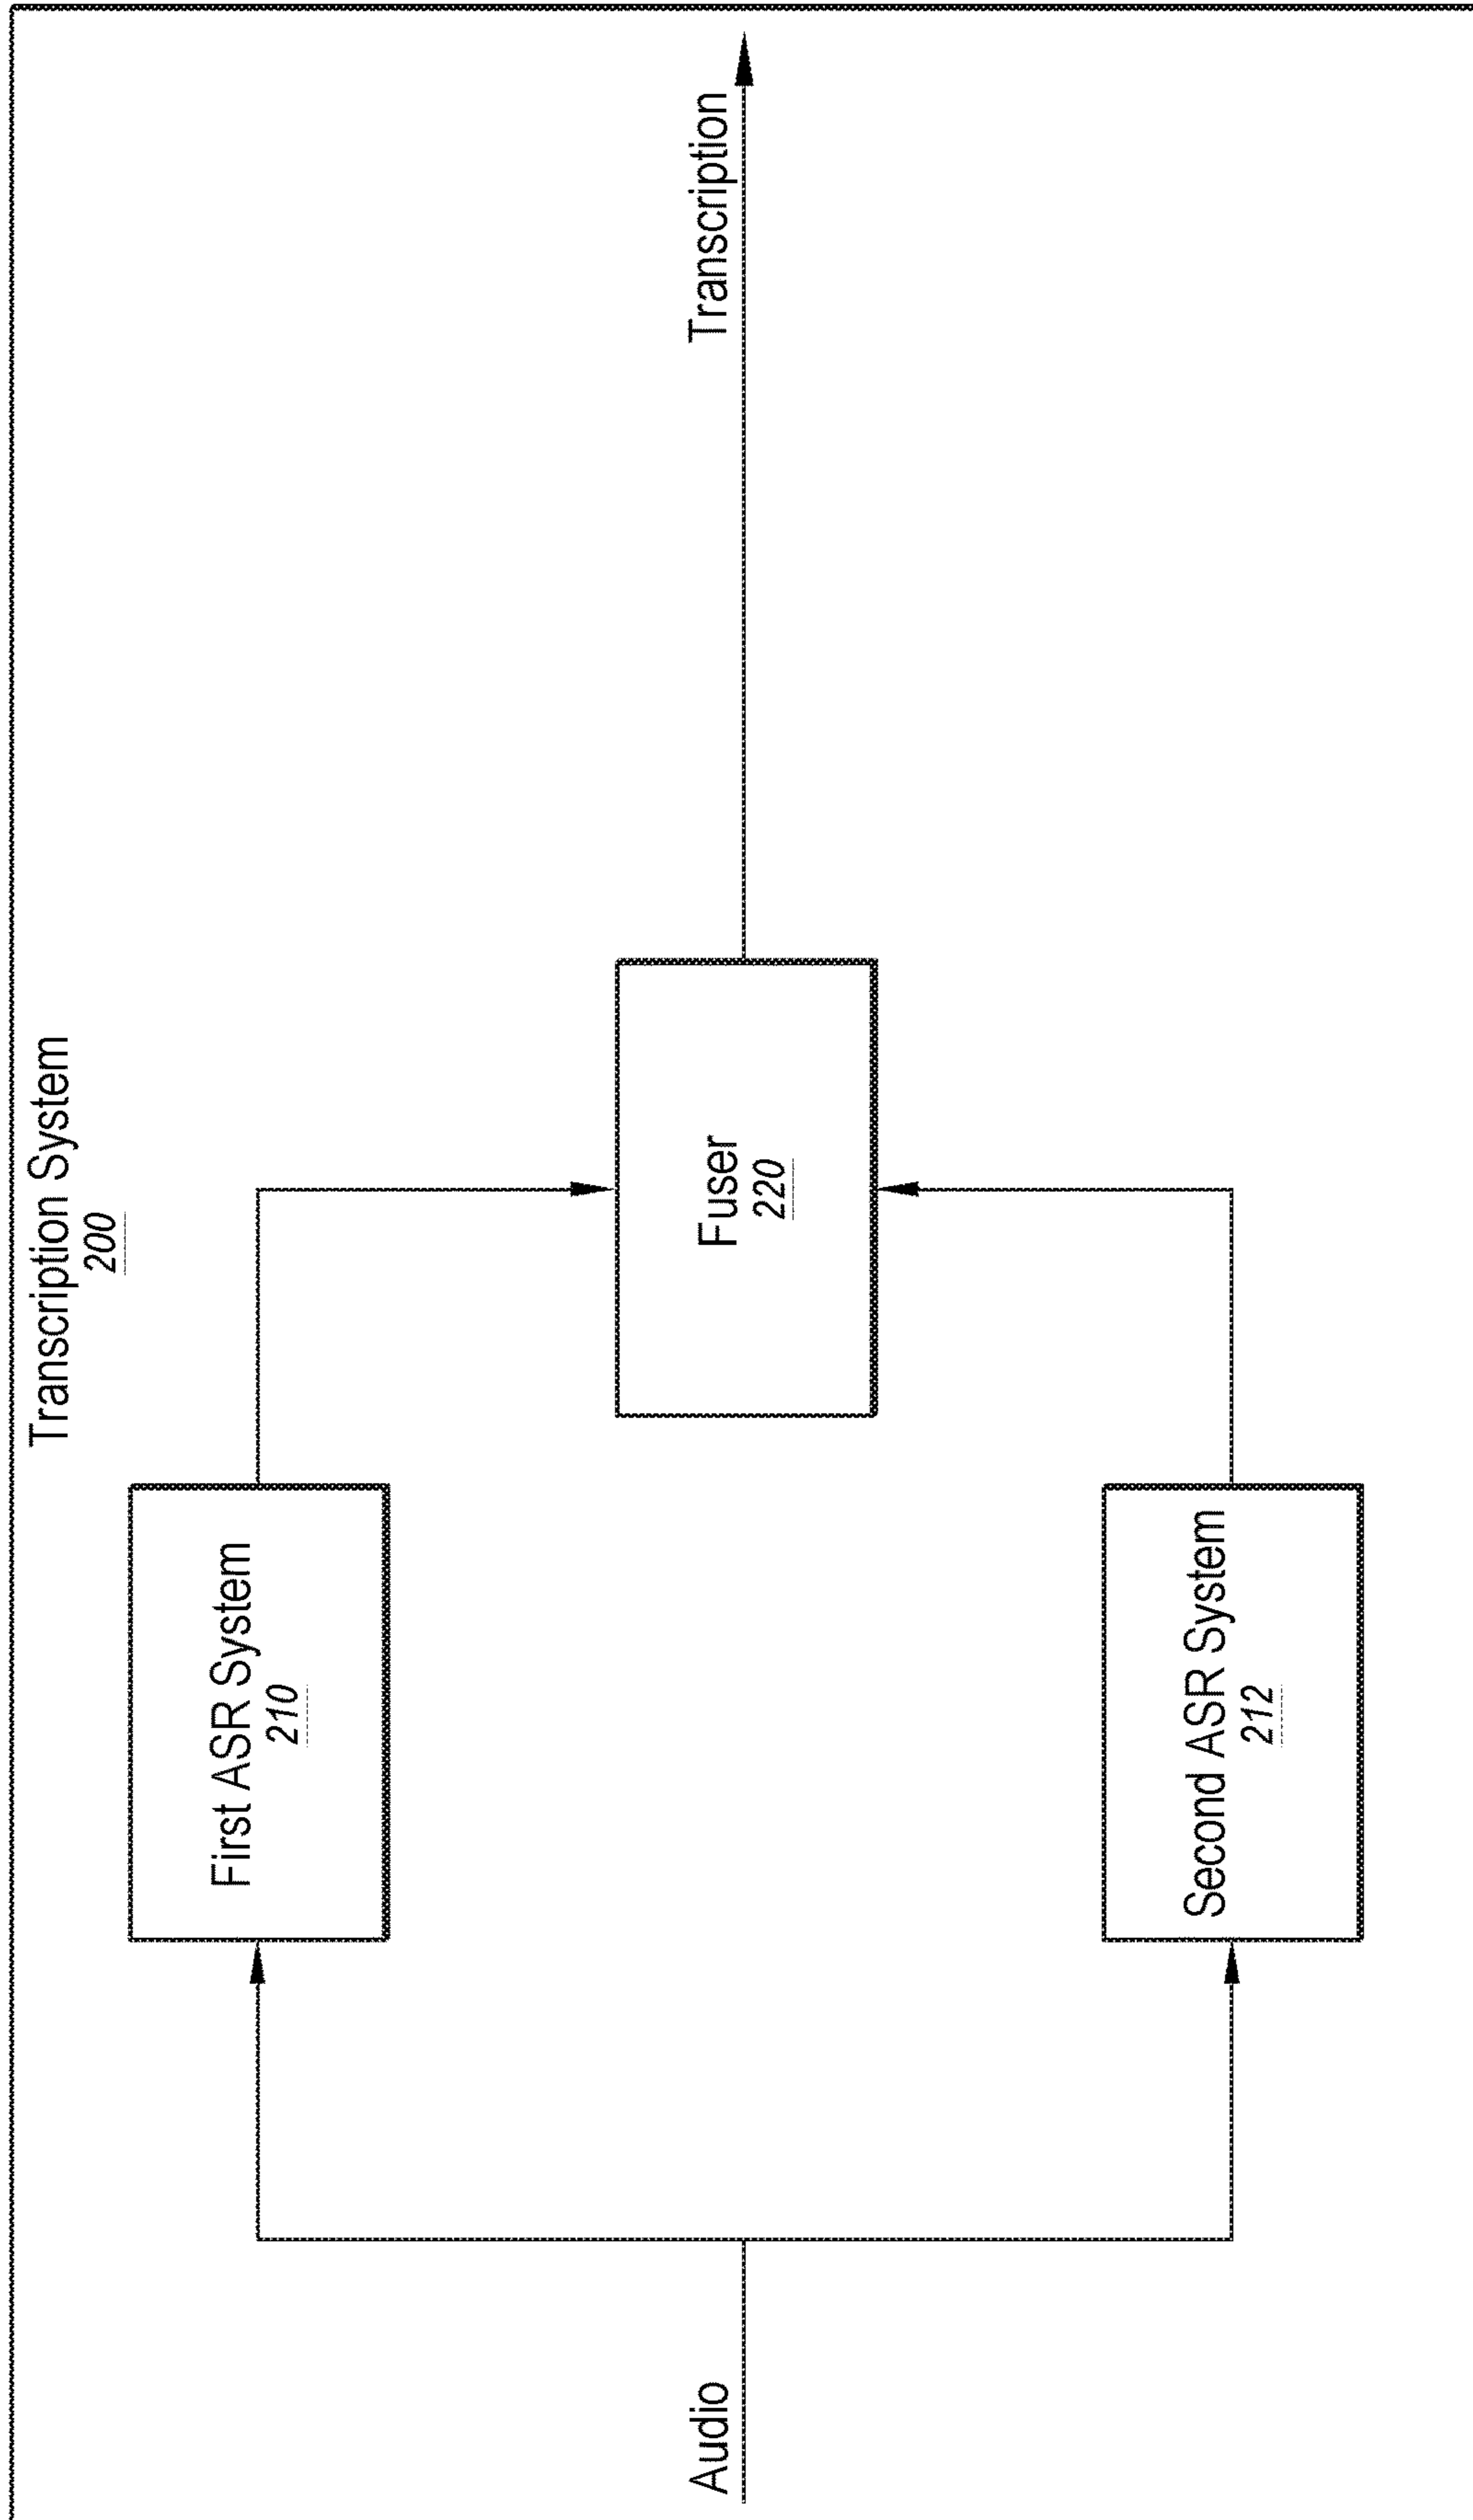 Transcription System
200
Audio
First ASR System
210
Second ASR System
212
Fuser
220
Transcription